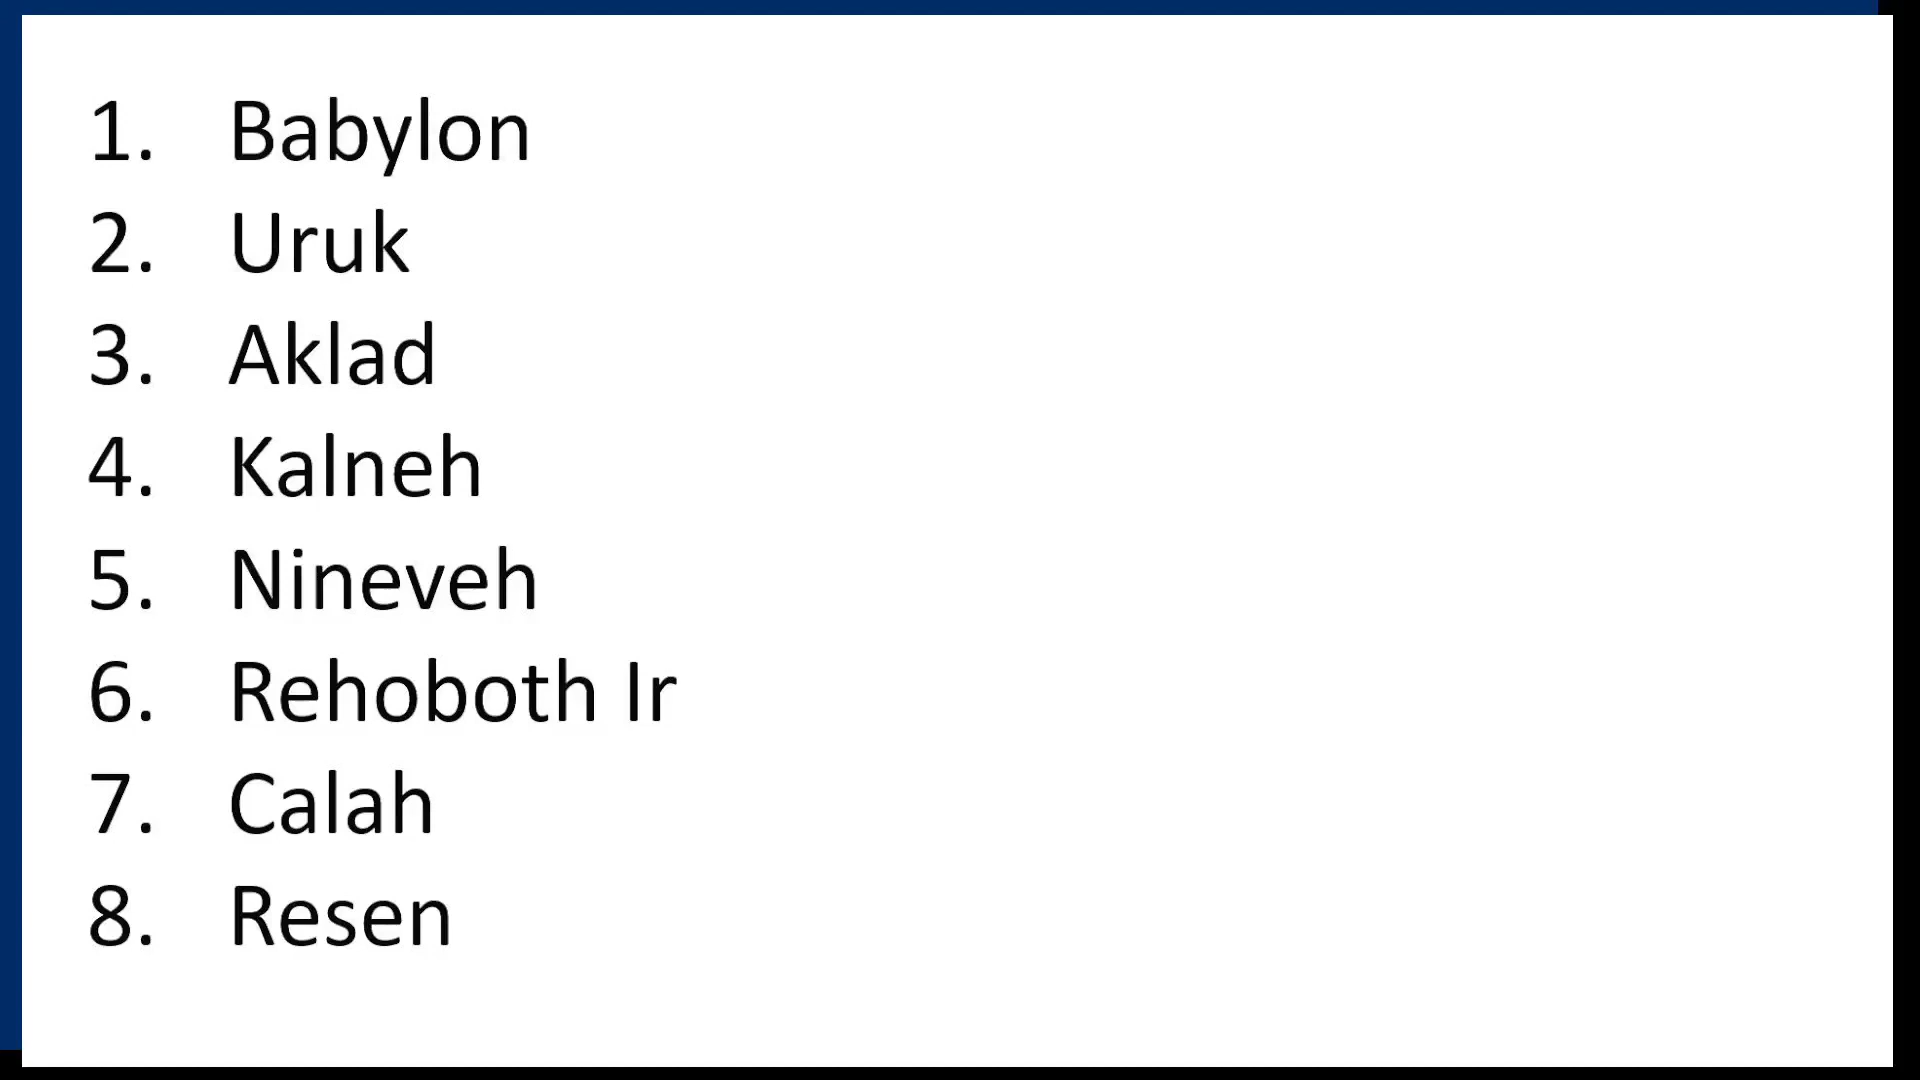 1. Babylon
2. Uruk
3. Aklad
4. Kalneh
5. Nineveh
6. Rehoboth Ir
7. Calah
8. Resen